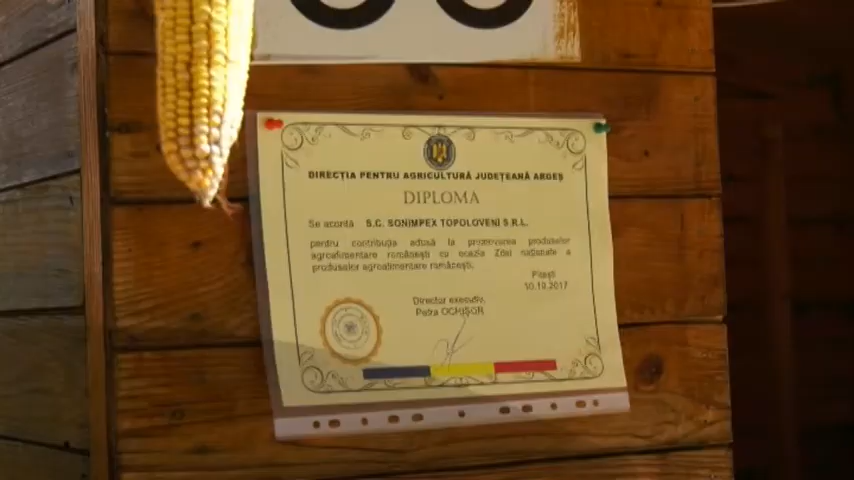 DIRECȚIA PENTRU AGRICULTURĂ JUDEȚEANĂ ARGEȘ
DIPLOMA
Se acordă S.C. SONIMPEX TOPOLOVENI S.R.L.
pentru contribuția adusă la prezervarea produselor
agroalimentare românești cu ocazia Zilei naționale a
produselor agroalimentare românești.
Pitești
10.10.2017
Director executiv,
Petra OCHIȘOR